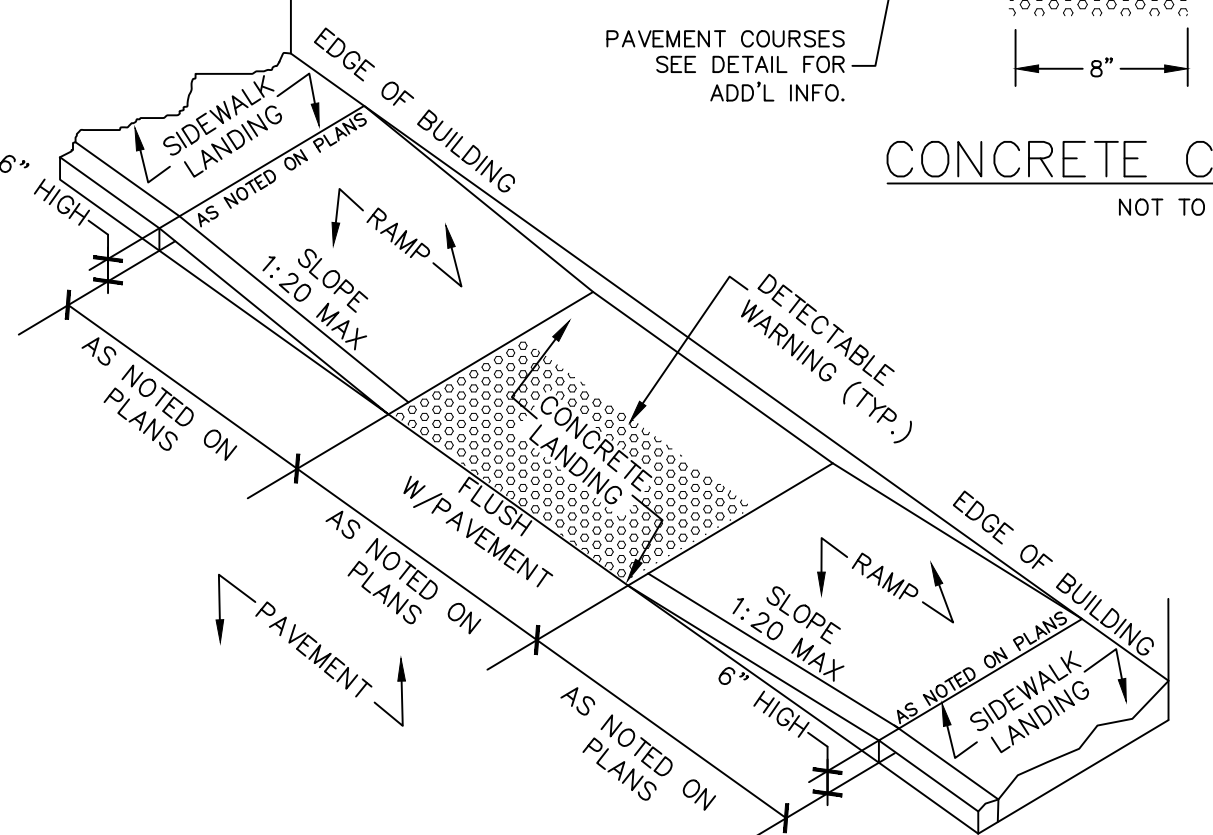 PAVEMENT COURSES
SEE DETAIL FOR
ADD'L INFO.
8"
CONCRETE C
NOT TO
EDGE OF BUILDING
SIDEWALK
LANDING
AS NOTED ON PLANS
6" HIGH
RAMP
SLOPE
1:20 MAX
DETECTABLE
WARNING (TYP.)
AS NOTED ON
PLANS
CONCRETE
LANDING
FLUSH
W/PAVEMENT
AS NOTED ON
PLANS
PAVEMENT
EDGE OF BUILDING
RAMP
SLOPE
1:20 MAX
AS NOTED ON PLANS
SIDEWALK
LANDING
6" HIGH
AS NOTED ON
PLANS